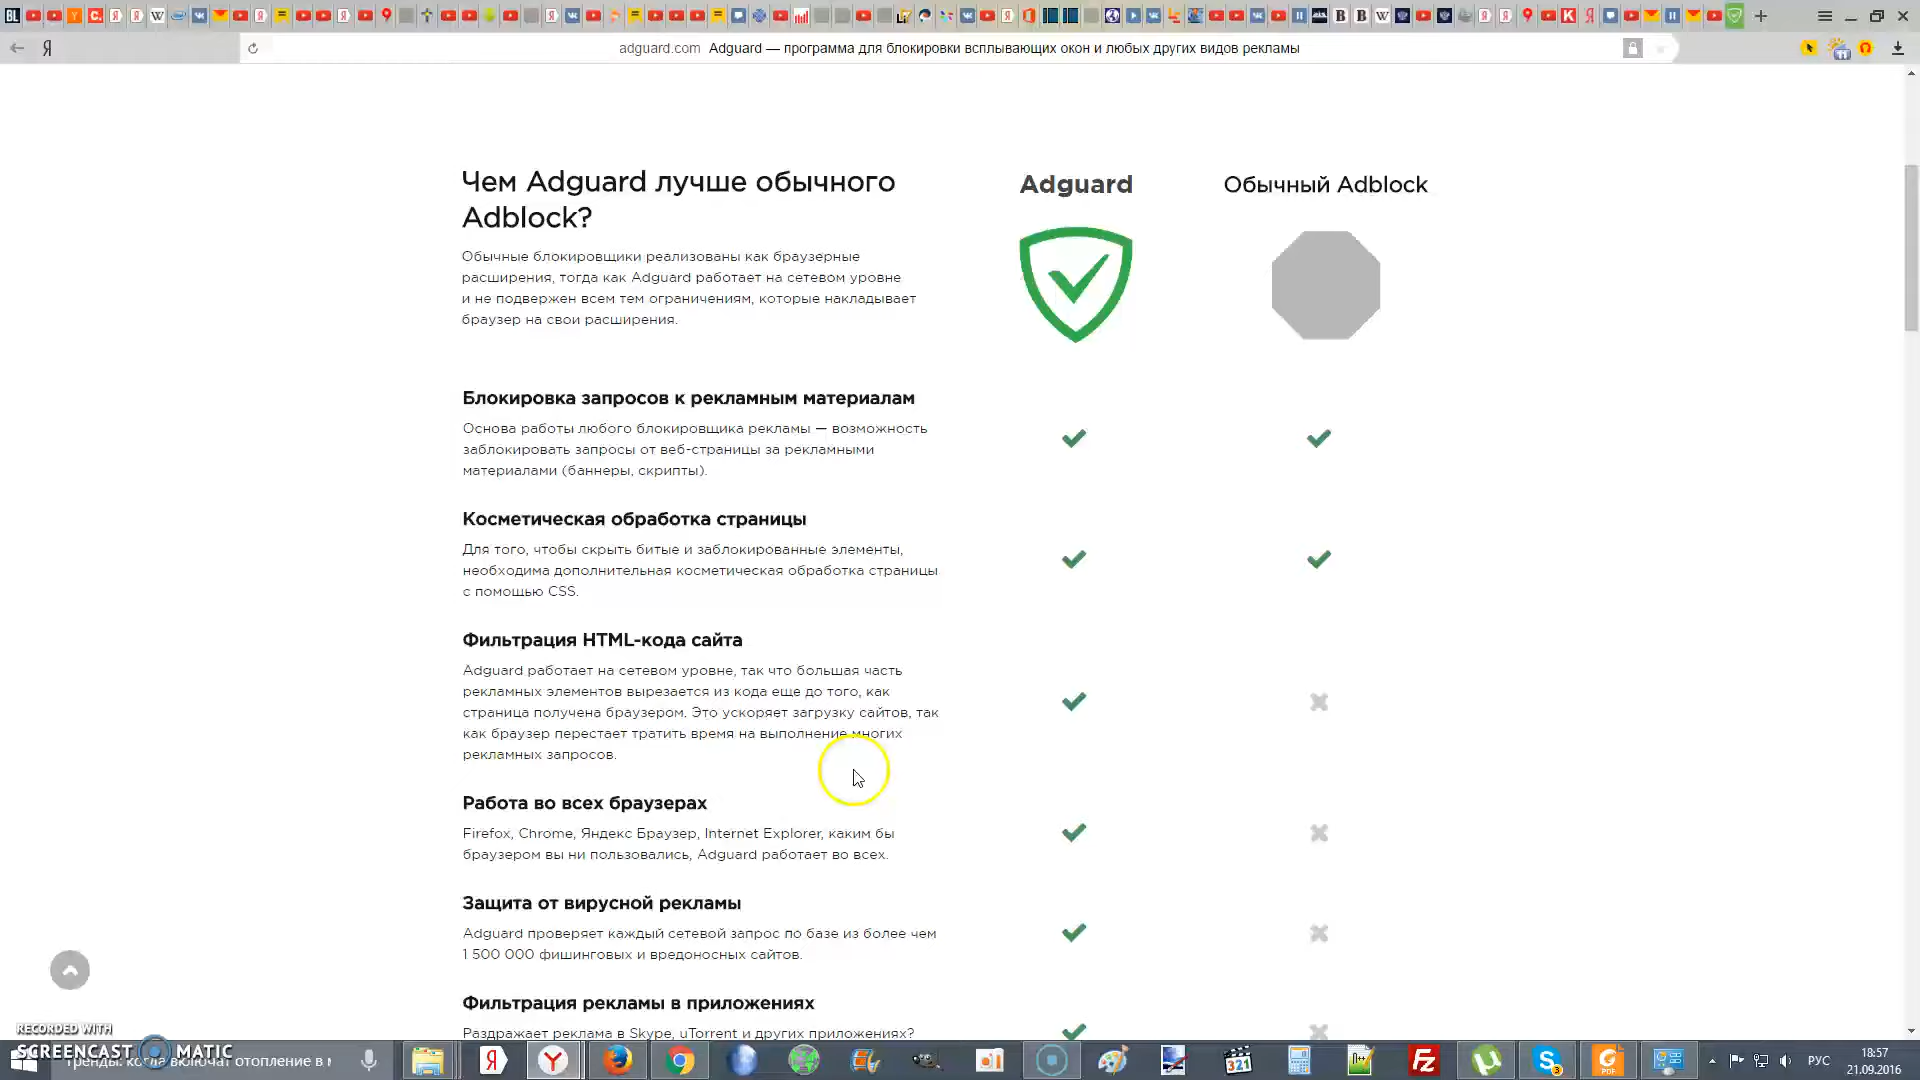 adguard.com Adguard — программа для блокировки всплывающих окон и любых других видов рекламы
Чем Adguard лучше обычного
Adblock?
Adguard
Обычный Adblock
Обычные блокировщики реализованы как браузерные
расширения, тогда как Adguard работает на сетевом уровне
и не подвержен всем тем ограничениям, которые накладывает
браузер на свои расширения.
Блокировка запросов к рекламным материалам
Основа работы любого блокировщика рекламы — возможность
заблокировать запросы от веб-страницы за рекламными
материалами (баннеры, скрипты).
Косметическая обработка страницы
Для того, чтобы скрыть битые и заблокированные элементы,
необходима дополнительная косметическая обработка страницы
с помощью CSS.
Фильтрация HTML-кода сайта
Adguard работает на сетевом уровне, так что большая часть
рекламных элементов вырезается из кода еще до того, как
страница получена браузером. Это ускоряет загрузку сайтов, так
как браузер перестает тратить время на выполнение многих
рекламных запросов.
Работа во всех браузерах
Firefox, Chrome, Яндекс Браузер, Internet Explorer, каким бы
браузером вы ни пользовались, Adguard работает во всех.
Защита от вирусной рекламы
Adguard проверяет каждый сетевой запрос по базе из более чем
1 500 000 фишинговых и вредоносных сайтов.
Фильтрация рекламы в приложениях
Раздражает реклама в Skype, uTorrent и других приложениях?
RECORDED WITH
SCREENCAST MATIC
включат отопление в
РУС
18:57
21.09.2016